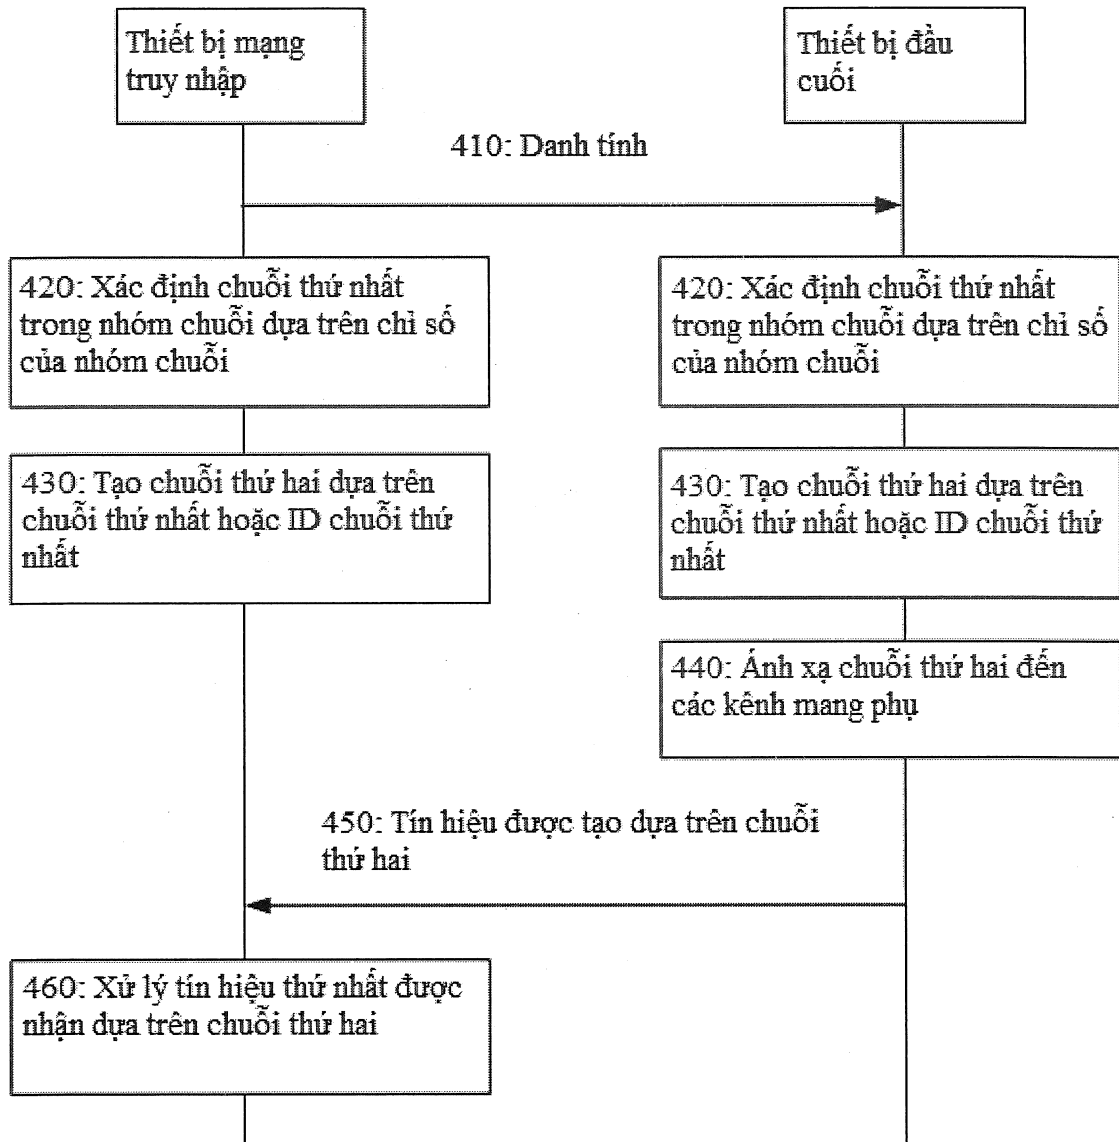 Thiết bị mạng
truy nhập
Thiết bị đầu
cuối
410: Danh tính
420: Xác định chuỗi thứ nhất
trong nhóm chuỗi dựa trên chỉ số
của nhóm chuỗi
420: Xác định chuỗi thứ nhất
trong nhóm chuỗi dựa trên chỉ số
của nhóm chuỗi
430: Tạo chuỗi thứ hai dựa trên
chuỗi thứ nhất hoặc ID chuỗi thứ
nhất
430: Tạo chuỗi thứ hai dựa trên
chuỗi thứ nhất hoặc ID chuỗi thứ
nhất
440: Ánh xạ chuỗi thứ hai đến
các kênh mang phụ
450: Tín hiệu được tạo dựa trên chuỗi
thứ hai
460: Xử lý tín hiệu thứ nhất được
nhận dựa trên chuỗi thứ hai